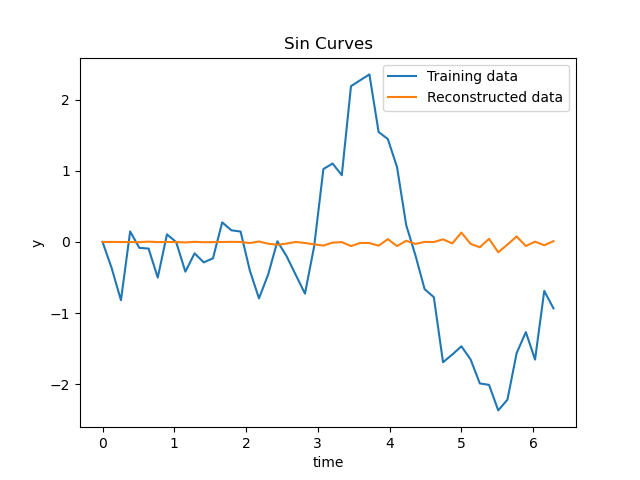 Sin Curves
Training data
Reconstructed data
2
1
0
−1
−2
y
0 1 2 3 4 5 6
time